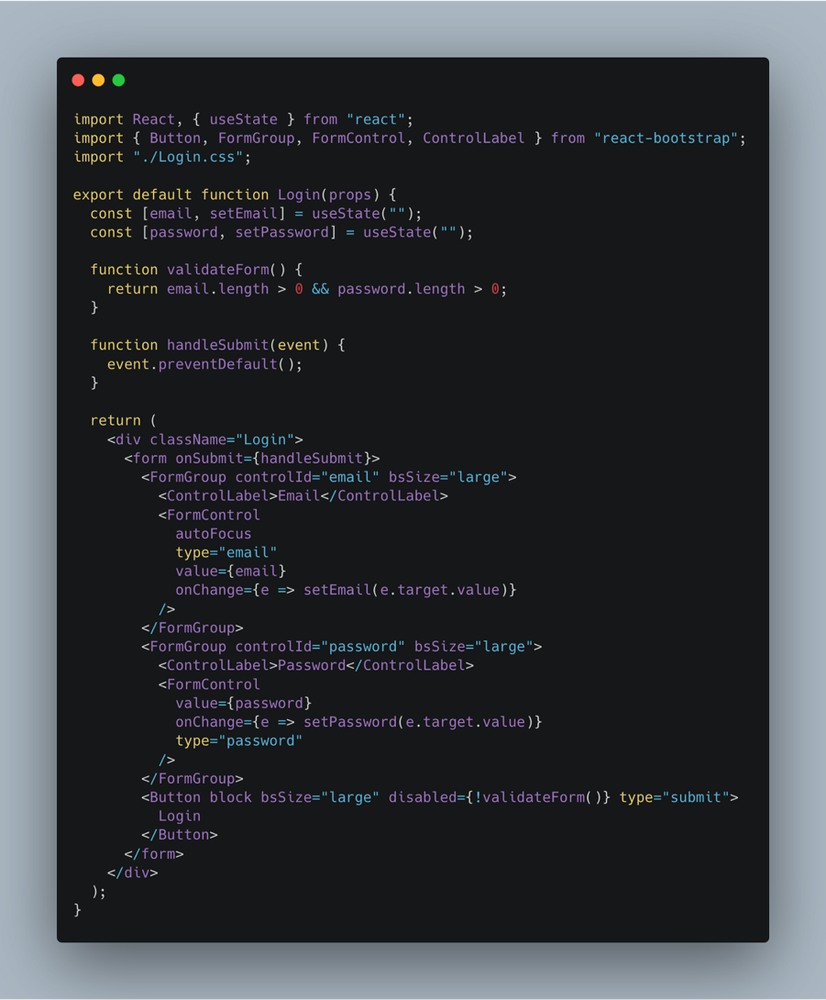 import React, { useState } from "react";
import { Button, FormGroup, FormControl, ControlLabel } from "react-bootstrap";
import "./Login.css";

export default function Login(props) {
  const [email, setEmail] = useState("");
  const [password, setPassword] = useState("");

  function validateForm() {
    return email.length > 0 && password.length > 0;
  }

  function handleSubmit(event) {
    event.preventDefault();
  }

  return (
    <div className="Login">
      <form onSubmit={handleSubmit}>
        <FormGroup controlId="email" bsSize="large">
          <ControlLabel>Email</ControlLabel>
          <FormControl
            autoFocus
            type="email"
            value={email}
            onChange={e => setEmail(e.target.value)}
          />
        </FormGroup>
        <FormGroup controlId="password" bsSize="large">
          <ControlLabel>Password</ControlLabel>
          <FormControl
            value={password}
            onChange={e => setPassword(e.target.value)}
            type="password"
          />
        </FormGroup>
        <Button block bsSize="large" disabled={!validateForm()} type="submit">
          Login
        </Button>
      </form>
    </div>
  );
}